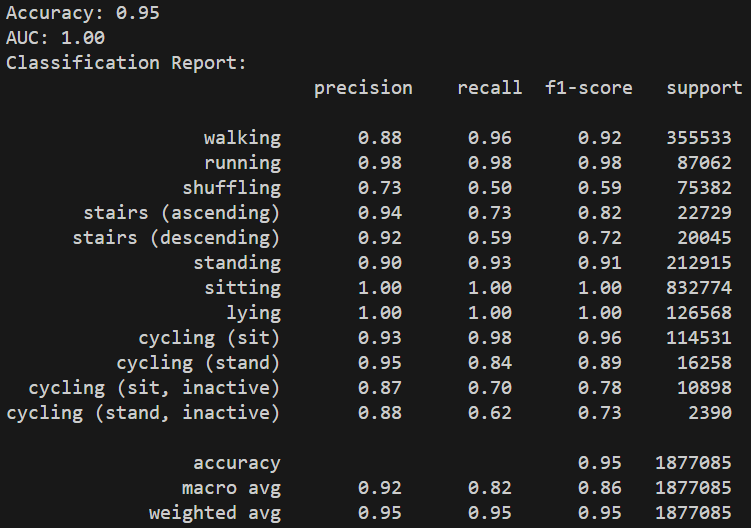 Accuracy: 0.95
AUC: 1.00
Classification Report:
precision recall f1-score support
walking 0.88 0.96 0.92 355533
running 0.98 0.98 0.98 87062
shuffling 0.73 0.50 0.59 75382
stairs (ascending) 0.94 0.73 0.82 22729
stairs (descending) 0.92 0.59 0.72 20045
standing 0.90 0.93 0.91 212915
sitting 1.00 1.00 1.00 832774
lying 1.00 1.00 1.00 126568
cycling (sit) 0.93 0.98 0.96 114531
cycling (stand) 0.95 0.84 0.89 16258
cycling (sit, inactive) 0.87 0.70 0.78 10898
cycling (stand, inactive) 0.88 0.62 0.73 2390
accuracy 0.95 1877085
macro avg 0.92 0.82 0.86 1877085
weighted avg 0.95 0.95 0.95 1877085